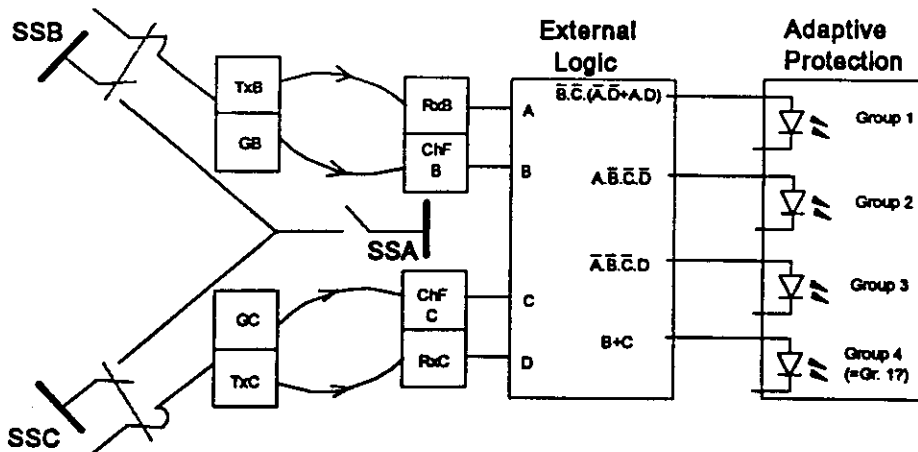 SSB
External
Logic
Adaptive
Protection
TxB
GB
RxB
ChF
B
A
B
B̅.C̅.(A̅.D̅+A.D)
Group 1
A.B̅.C̅.D̅
Group 2
SSA
A̅.B̅.C̅.D
Group 3
GC
TxC
ChF
C
RxC
C
D
B+C
Group 4
(=Gr. 1?)
SSC